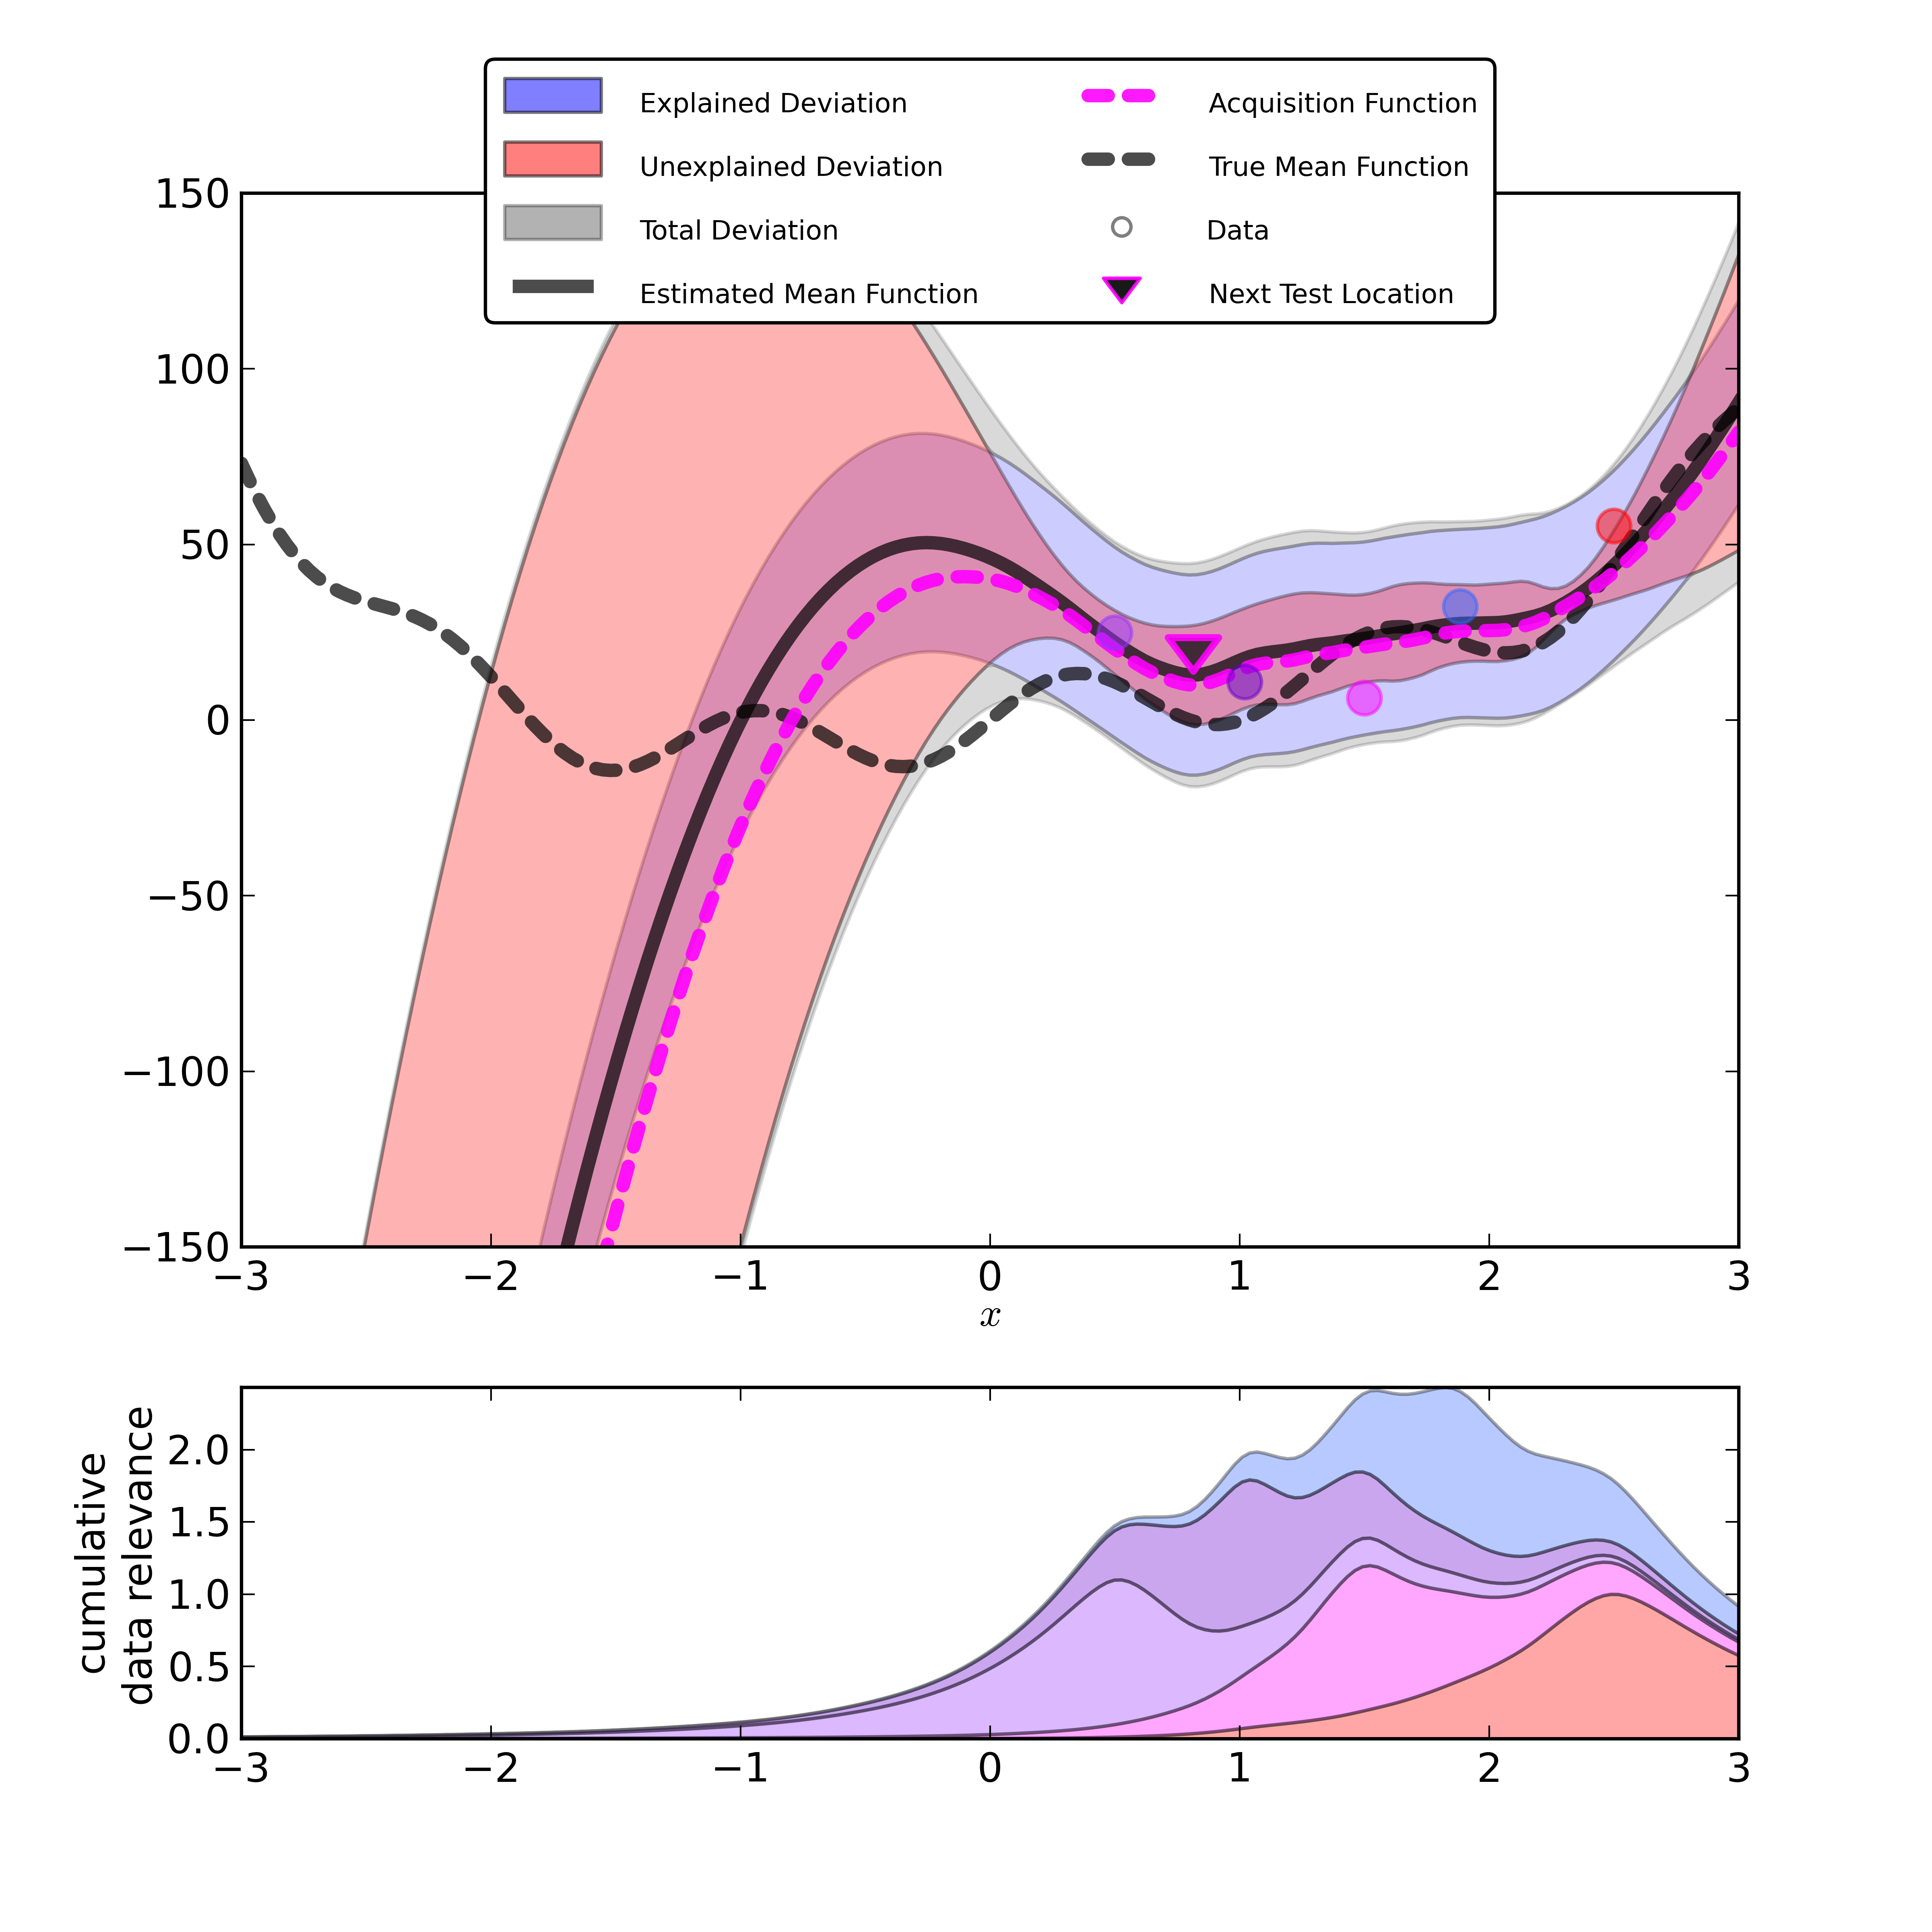 Explained Deviation
Unexplained Deviation
Total Deviation
Estimated Mean Function
Acquisition Function
True Mean Function
Data
Next Test Location
150
100
50
0
−50
−100
−150
−3 −2 −1 0 1 2 3
x
cumulative
data relevance
2.0
1.5
1.0
0.5
0.0
−3 −2 −1 0 1 2 3